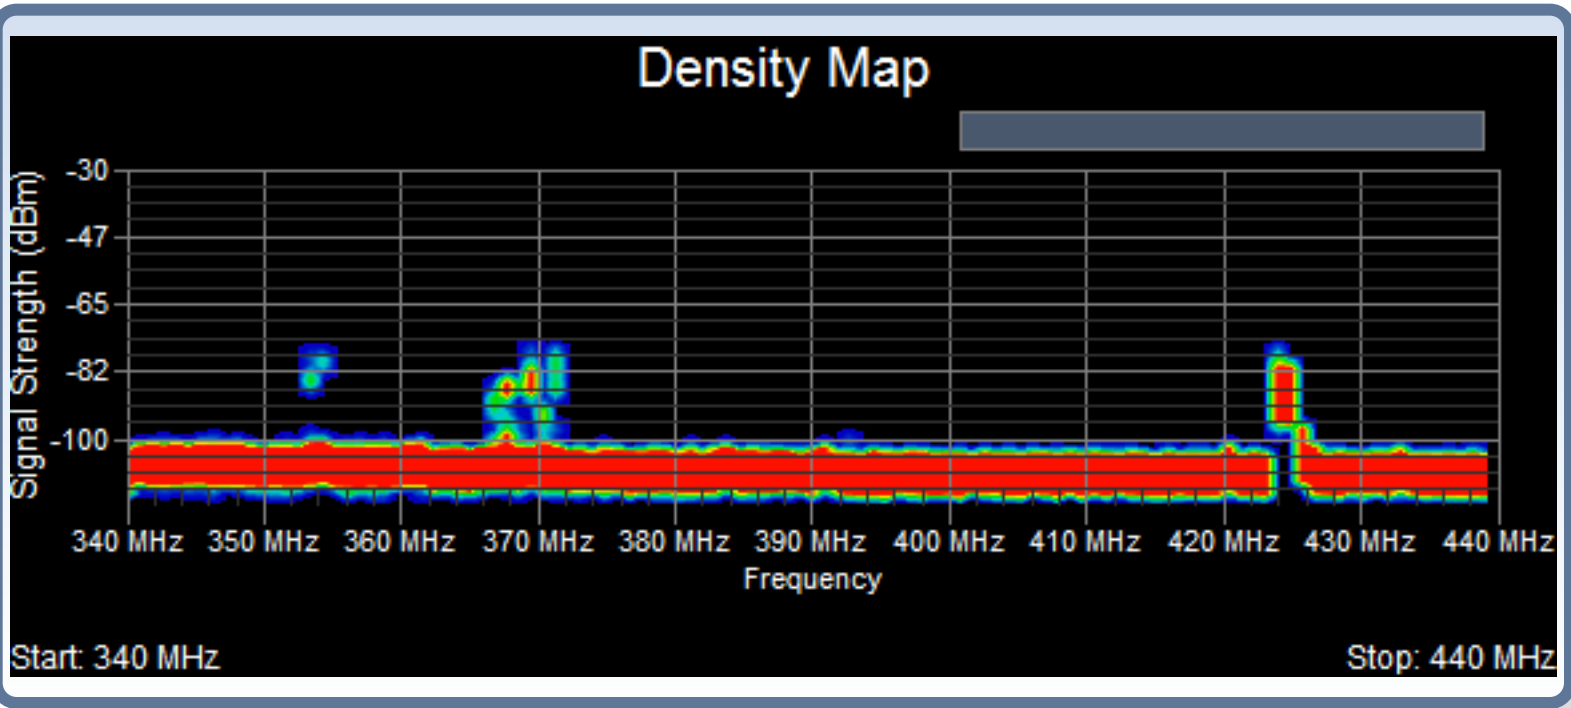 Density Map
Signal Strength (dBm)
-30
-47
-65
-82
-100
340 MHz 350 MHz 360 MHz 370 MHz 380 MHz 390 MHz 400 MHz 410 MHz 420 MHz 430 MHz 440 MHz
Frequency
Start: 340 MHz Stop: 440 MHz